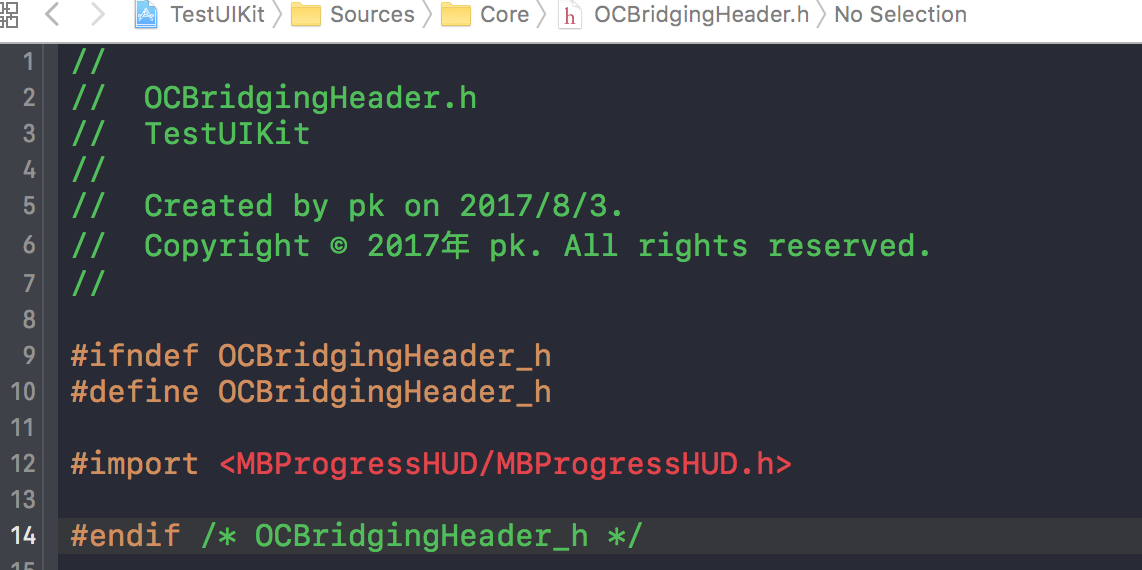 TestUIKit Sources Core h OCBridgingHeader.h No Selection
1 //
2 //  OCBridgingHeader.h
3 //  TestUIKit
4 //
5 //  Created by pk on 2017/8/3.
6 //  Copyright © 2017年 pk. All rights reserved.
7 //
8
9 #ifndef OCBridgingHeader_h
10 #define OCBridgingHeader_h
11
12 #import <MBProgressHUD/MBProgressHUD.h>
13
14 #endif /* OCBridgingHeader_h */
15